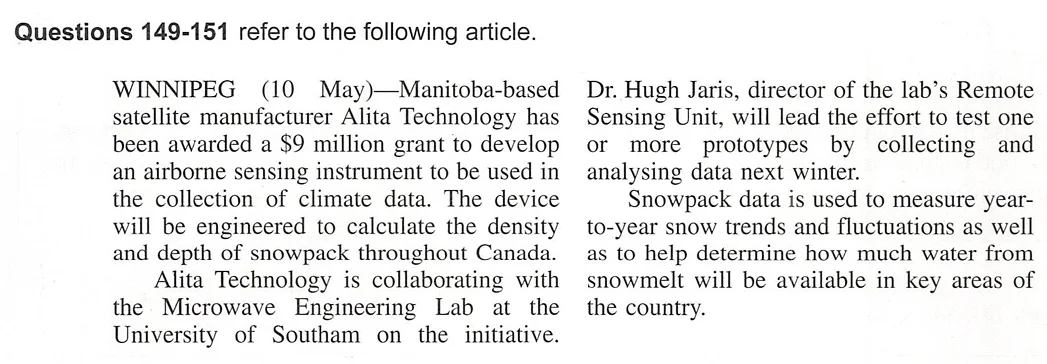 Questions 149-151 refer to the following article.
WINNIPEG (10 May)—Manitoba-based
satellite manufacturer Alita Technology has
been awarded a $9 million grant to develop
an airborne sensing instrument to be used in
the collection of climate data. The device
will be engineered to calculate the density
and depth of snowpack throughout Canada.
Alita Technology is collaborating with
the Microwave Engineering Lab at the
University of Southam on the initiative.
Dr. Hugh Jaris, director of the lab's Remote
Sensing Unit, will lead the effort to test one
or more prototypes by collecting and
analysing data next winter.
Snowpack data is used to measure year-
to-year snow trends and fluctuations as well
as to help determine how much water from
snowmelt will be available in key areas of
the country.